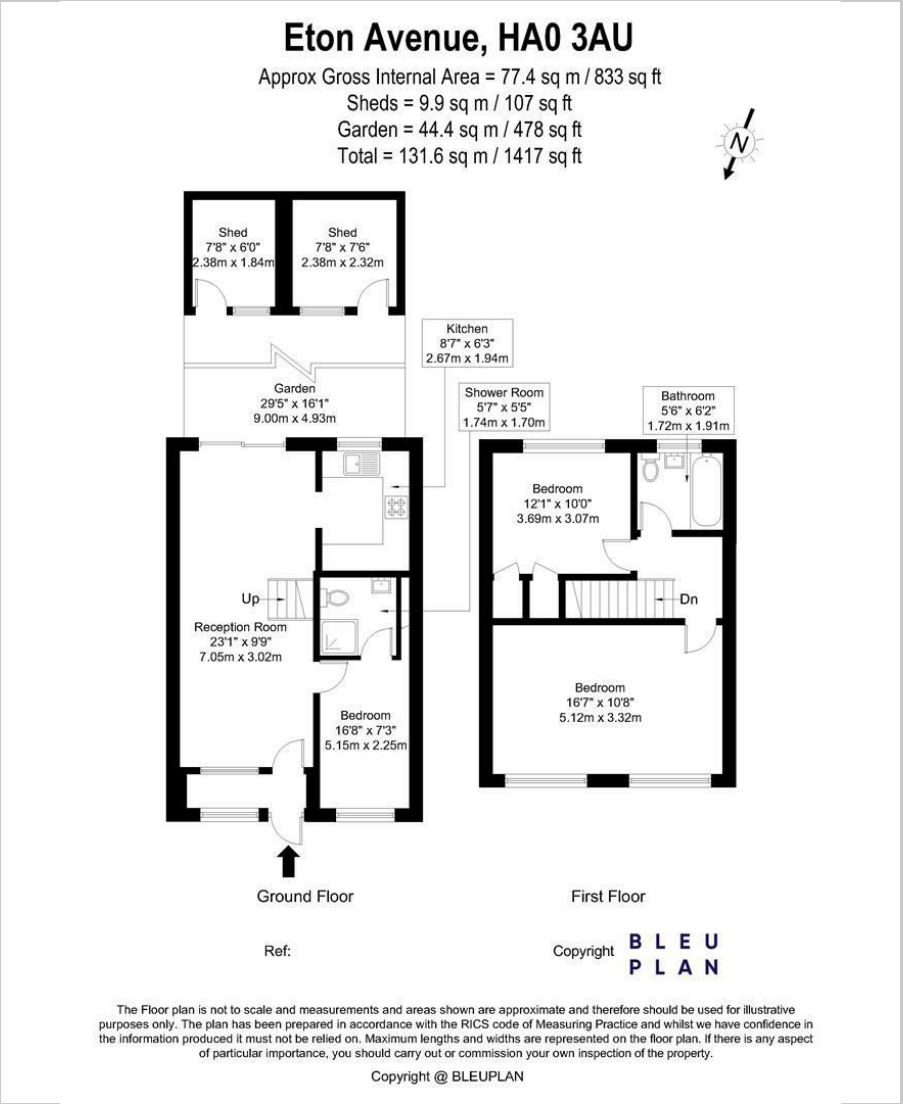 Eton Avenue, HA0 3AU
Approx Gross Internal Area = 77.4 sq m / 833 sq ft
Sheds = 9.9 sq m / 107 sq ft
Garden = 44.4 sq m / 478 sq ft
Total = 131.6 sq m / 1417 sq ft
N
Shed
7'8" x 6'0"
2.38m x 1.84m
Shed
7'8" x 7'6"
2.38m x 2.32m
Kitchen
8'7" x 6'3"
2.67m x 1.94m
Garden
29'5" x 16'1"
9.00m x 4.93m
Shower Room
5'7" x 5'5"
1.74m x 1.70m
Bathroom
5'6" x 6'2"
1.72m x 1.91m
Bedroom
12'1" x 10'0"
3.69m x 3.07m
Up
Dn
Reception Room
23'1" x 9'9"
7.05m x 3.02m
Bedroom
16'8" x 7'3"
5.15m x 2.25m
Bedroom
16'7" x 10'8"
5.12m x 3.32m
Ground Floor
First Floor
Ref:
Copyright
BLEU
PLAN
The Floor plan is not to scale and measurements and areas shown are approximate and therefore should be used for illustrative
purposes only. The plan has been prepared in accordance with the RICS code of Measuring Practice and whilst we have confidence in
the information produced it must not be relied on. Maximum lengths and widths are represented on the floor plan. If there is any aspect
of particular importance, you should carry out or commission your own inspection of the property.
Copyright @ BLEUPLAN